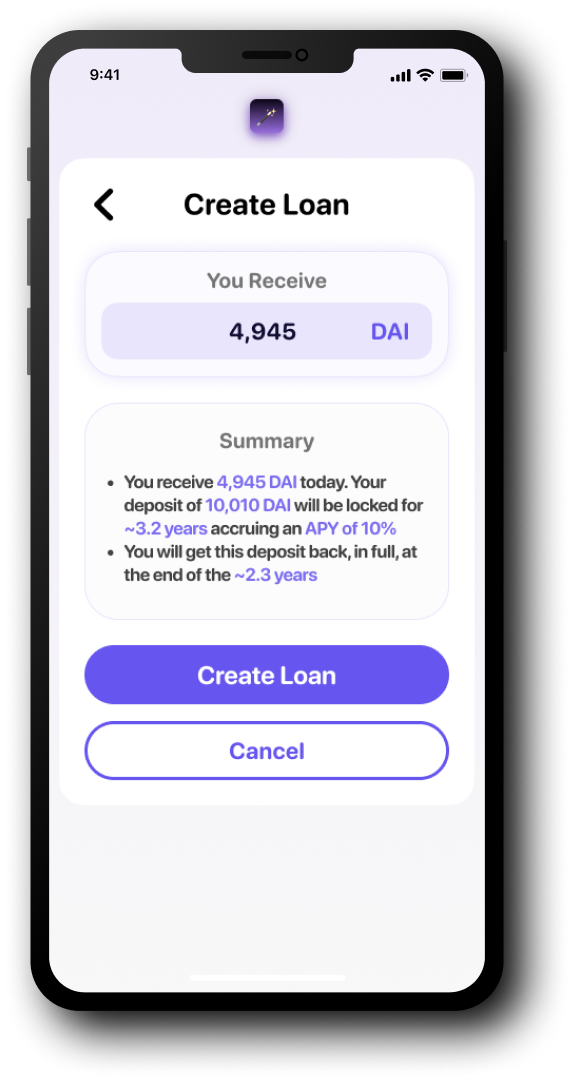 9:41
Create Loan
You Receive
4,945 DAI
Summary
• You receive 4,945 DAI today. Your
deposit of 10,010 DAI will be locked for
~3.2 years accruing an APY of 10%
• You will get this deposit back, in full, at
the end of the ~2.3 years
Create Loan
Cancel